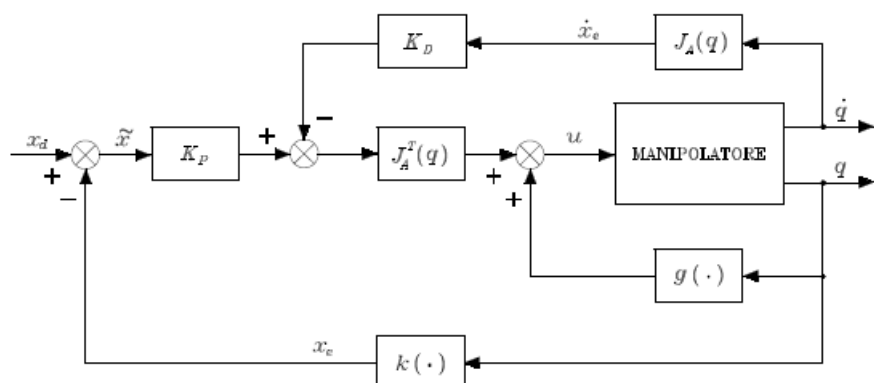 K_D
ẋ_e
J_A(q)
−
q̇
x_d
x̃
+
K_P
+
J_A^T(q)
u
MANIPOLATORE
+
−
+
+
q
g(·)
x_e
k(·)